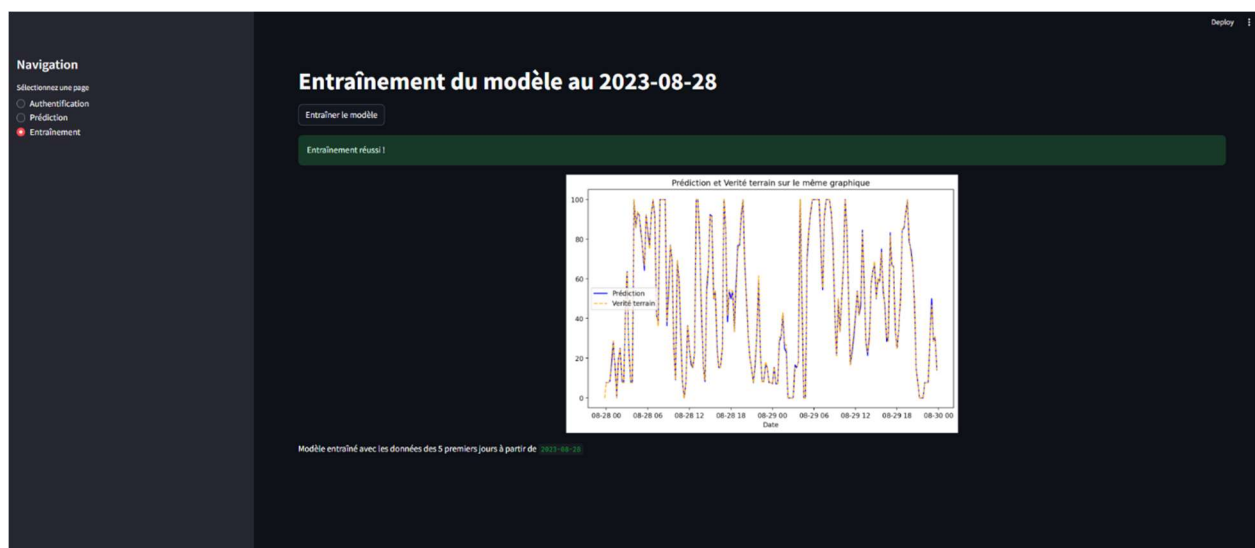 Deploy
Navigation
Sélectionnez une page
Authentification
Prédiction
Entraînement
Entraînement du modèle au 2023-08-28
Entraîner le modèle
Entraînement réussi !
Prédiction et Verité terrain sur le même graphique
100
80
60
40
20
0
Prédiction
Verité terrain
08-28 00 08-28 06 08-28 12 08-28 18 08-29 00 08-29 06 08-29 12 08-29 18 08-30 00
Date
Modèle entraîné avec les données des 5 premiers jours à partir de 2023-08-28